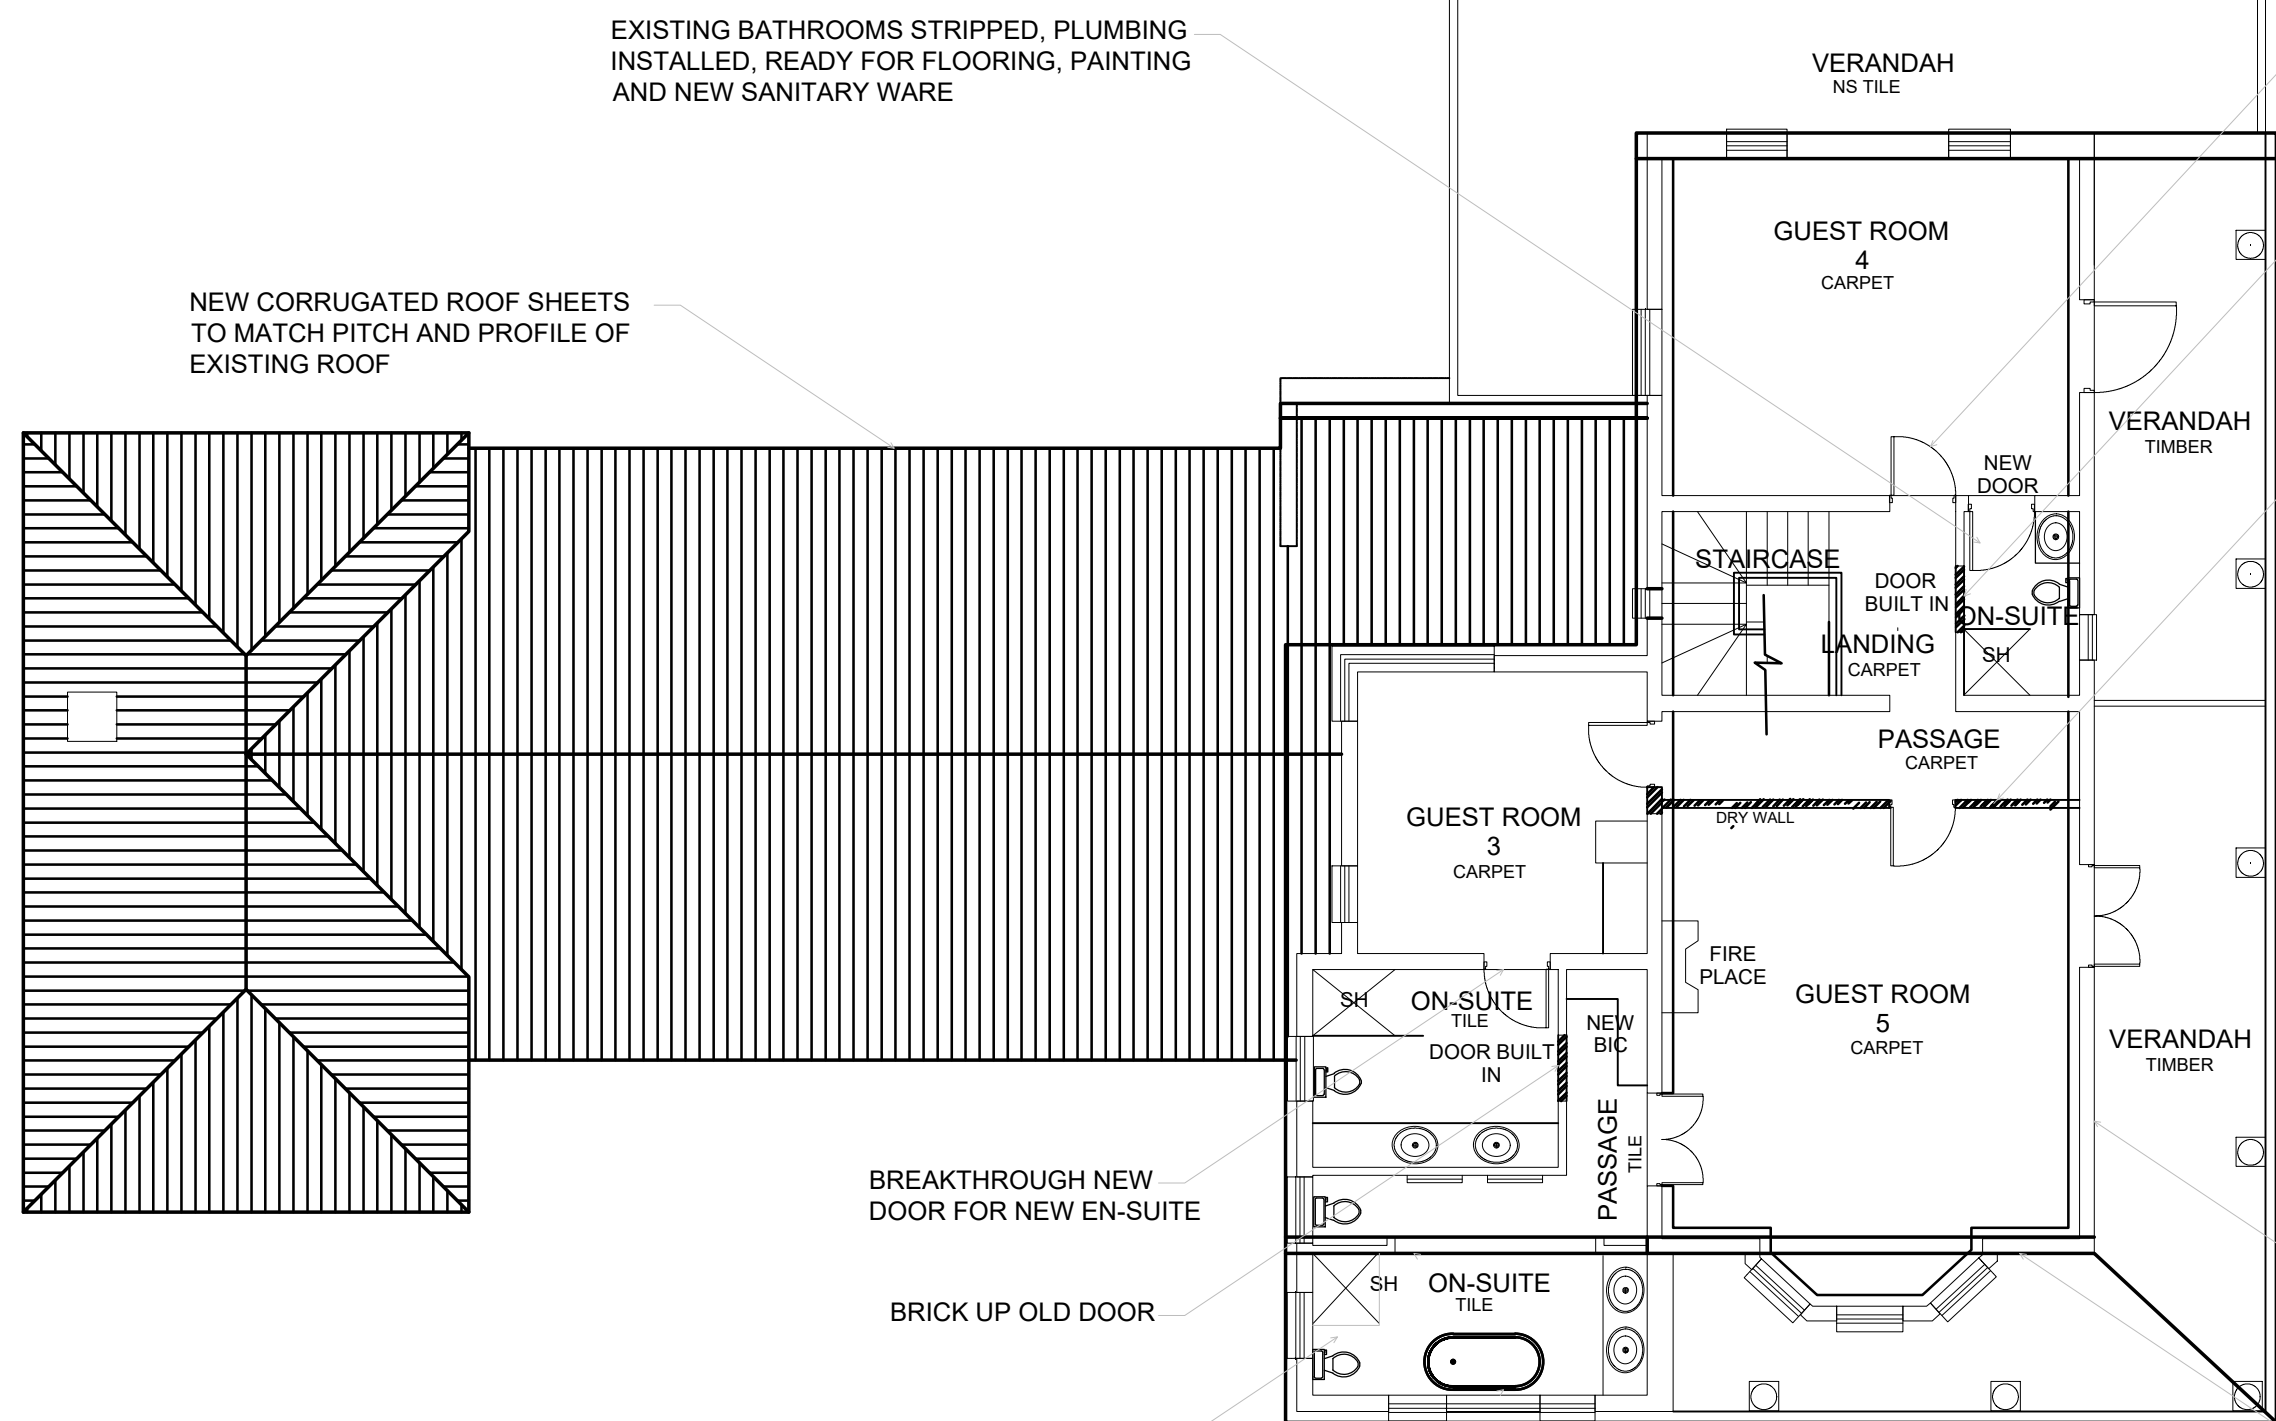 EXISTING BATHROOMS STRIPPED, PLUMBING
INSTALLED, READY FOR FLOORING, PAINTING
AND NEW SANITARY WARE
VERANDAH
NS TILE
GUEST ROOM
4
CARPET
NEW CORRUGATED ROOF SHEETS
TO MATCH PITCH AND PROFILE OF
EXISTING ROOF
VERANDAH
TIMBER
NEW
DOOR
STAIRCASE
DOOR
BUILT IN
ON-SUITE
LANDING
CARPET
SH
PASSAGE
CARPET
DRY WALL
GUEST ROOM
3
CARPET
FIRE
PLACE
GUEST ROOM
5
CARPET
SH
ON-SUITE
TILE
NEW
BIC
DOOR BUILT
IN
VERANDAH
TIMBER
PASSAGE
TILE
BREAKTHROUGH NEW
DOOR FOR NEW EN-SUITE
BRICK UP OLD DOOR
SH
ON-SUITE
TILE